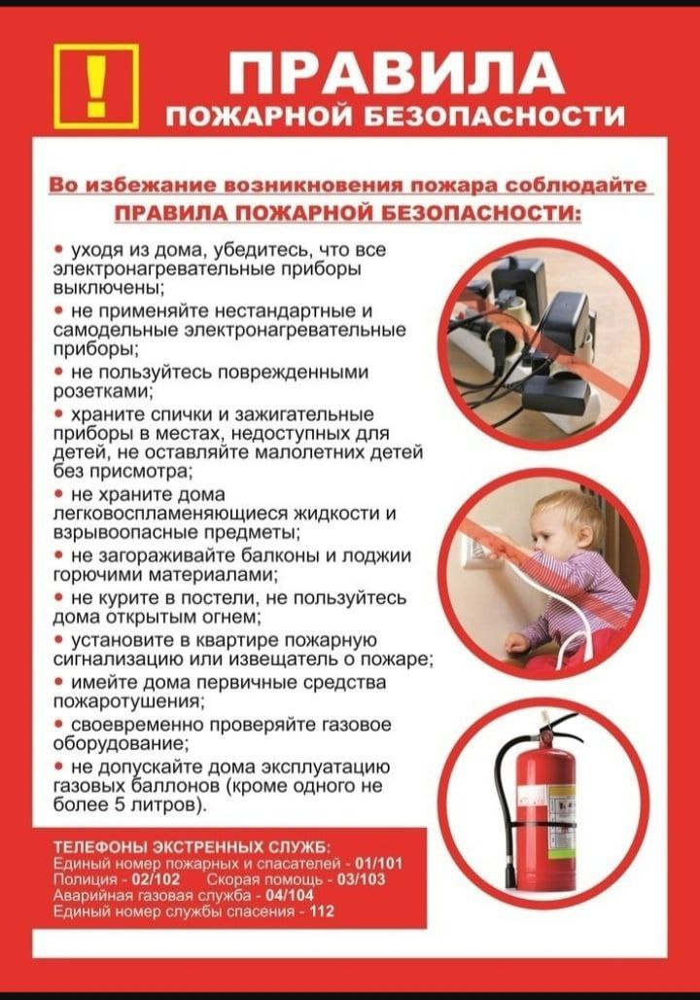 !
ПРАВИЛА
ПОЖАРНОЙ БЕЗОПАСНОСТИ
Во избежание возникновения пожара соблюдайте
ПРАВИЛА ПОЖАРНОЙ БЕЗОПАСНОСТИ:
• уходя из дома, убедитесь, что все
электронагревательные приборы
выключены;
• не применяйте нестандартные и
самодельные электронагревательные
приборы;
• не пользуйтесь поврежденными
розетками;
• храните спички и зажигательные
приборы в местах, недоступных для
детей, не оставляйте малолетних детей
без присмотра;
• не храните дома
легковоспламеняющиеся жидкости и
взрывоопасные предметы;
• не загораживайте балконы и лоджии
горючими материалами;
• не курите в постели, не пользуйтесь
дома открытым огнем;
• установите в квартире пожарную
сигнализацию или извещатель о пожаре;
• имейте дома первичные средства
пожаротушения;
• своевременно проверяйте газовое
оборудование;
• не допускайте дома эксплуатацию
газовых баллонов (кроме одного не
более 5 литров).
ТЕЛЕФОНЫ ЭКСТРЕННЫХ СЛУЖБ:
Единый номер пожарных и спасателей - 01/101
Полиция - 02/102 Скорая помощь - 03/103
Аварийная газовая служба - 04/104
Единый номер службы спасения - 112